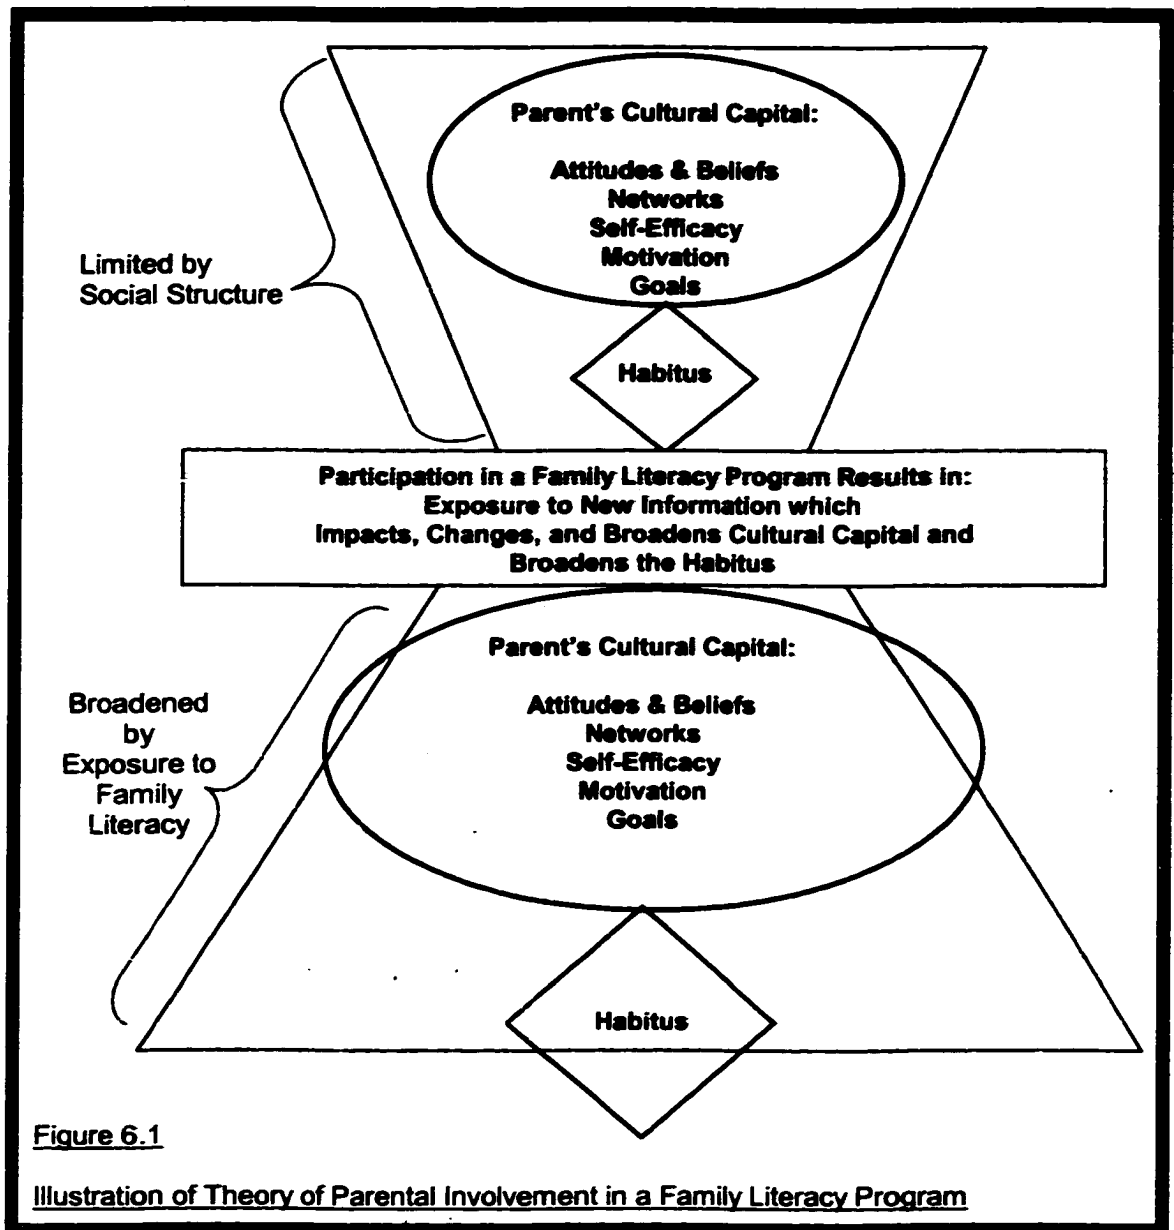 Parent's Cultural Capital:
Attitudes & Beliefs
Networks
Self-Efficacy
Motivation
Goals
Limited by
Social Structure
Habitus
Participation in a Family Literacy Program Results in:
Exposure to New Information which
Impacts, Changes, and Broadens Cultural Capital and
Broadens the Habitus
Parent's Cultural Capital:
Attitudes & Beliefs
Networks
Self-Efficacy
Motivation
Goals
Broadened
by
Exposure to
Family
Literacy
Habitus
Figure 6.1
Illustration of Theory of Parental Involvement in a Family Literacy Program